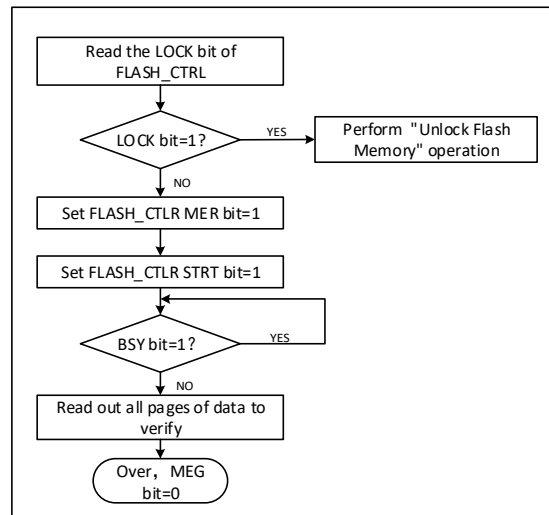 Read the LOCK bit of
FLASH_CTRL
LOCK bit=1?
YES
Perform "Unlock Flash
Memory" operation
NO
Set FLASH_CTLR MER bit=1
Set FLASH_CTLR STRT bit=1
BSY bit=1?
YES
NO
Read out all pages of data to
verify
Over，MEG
bit=0